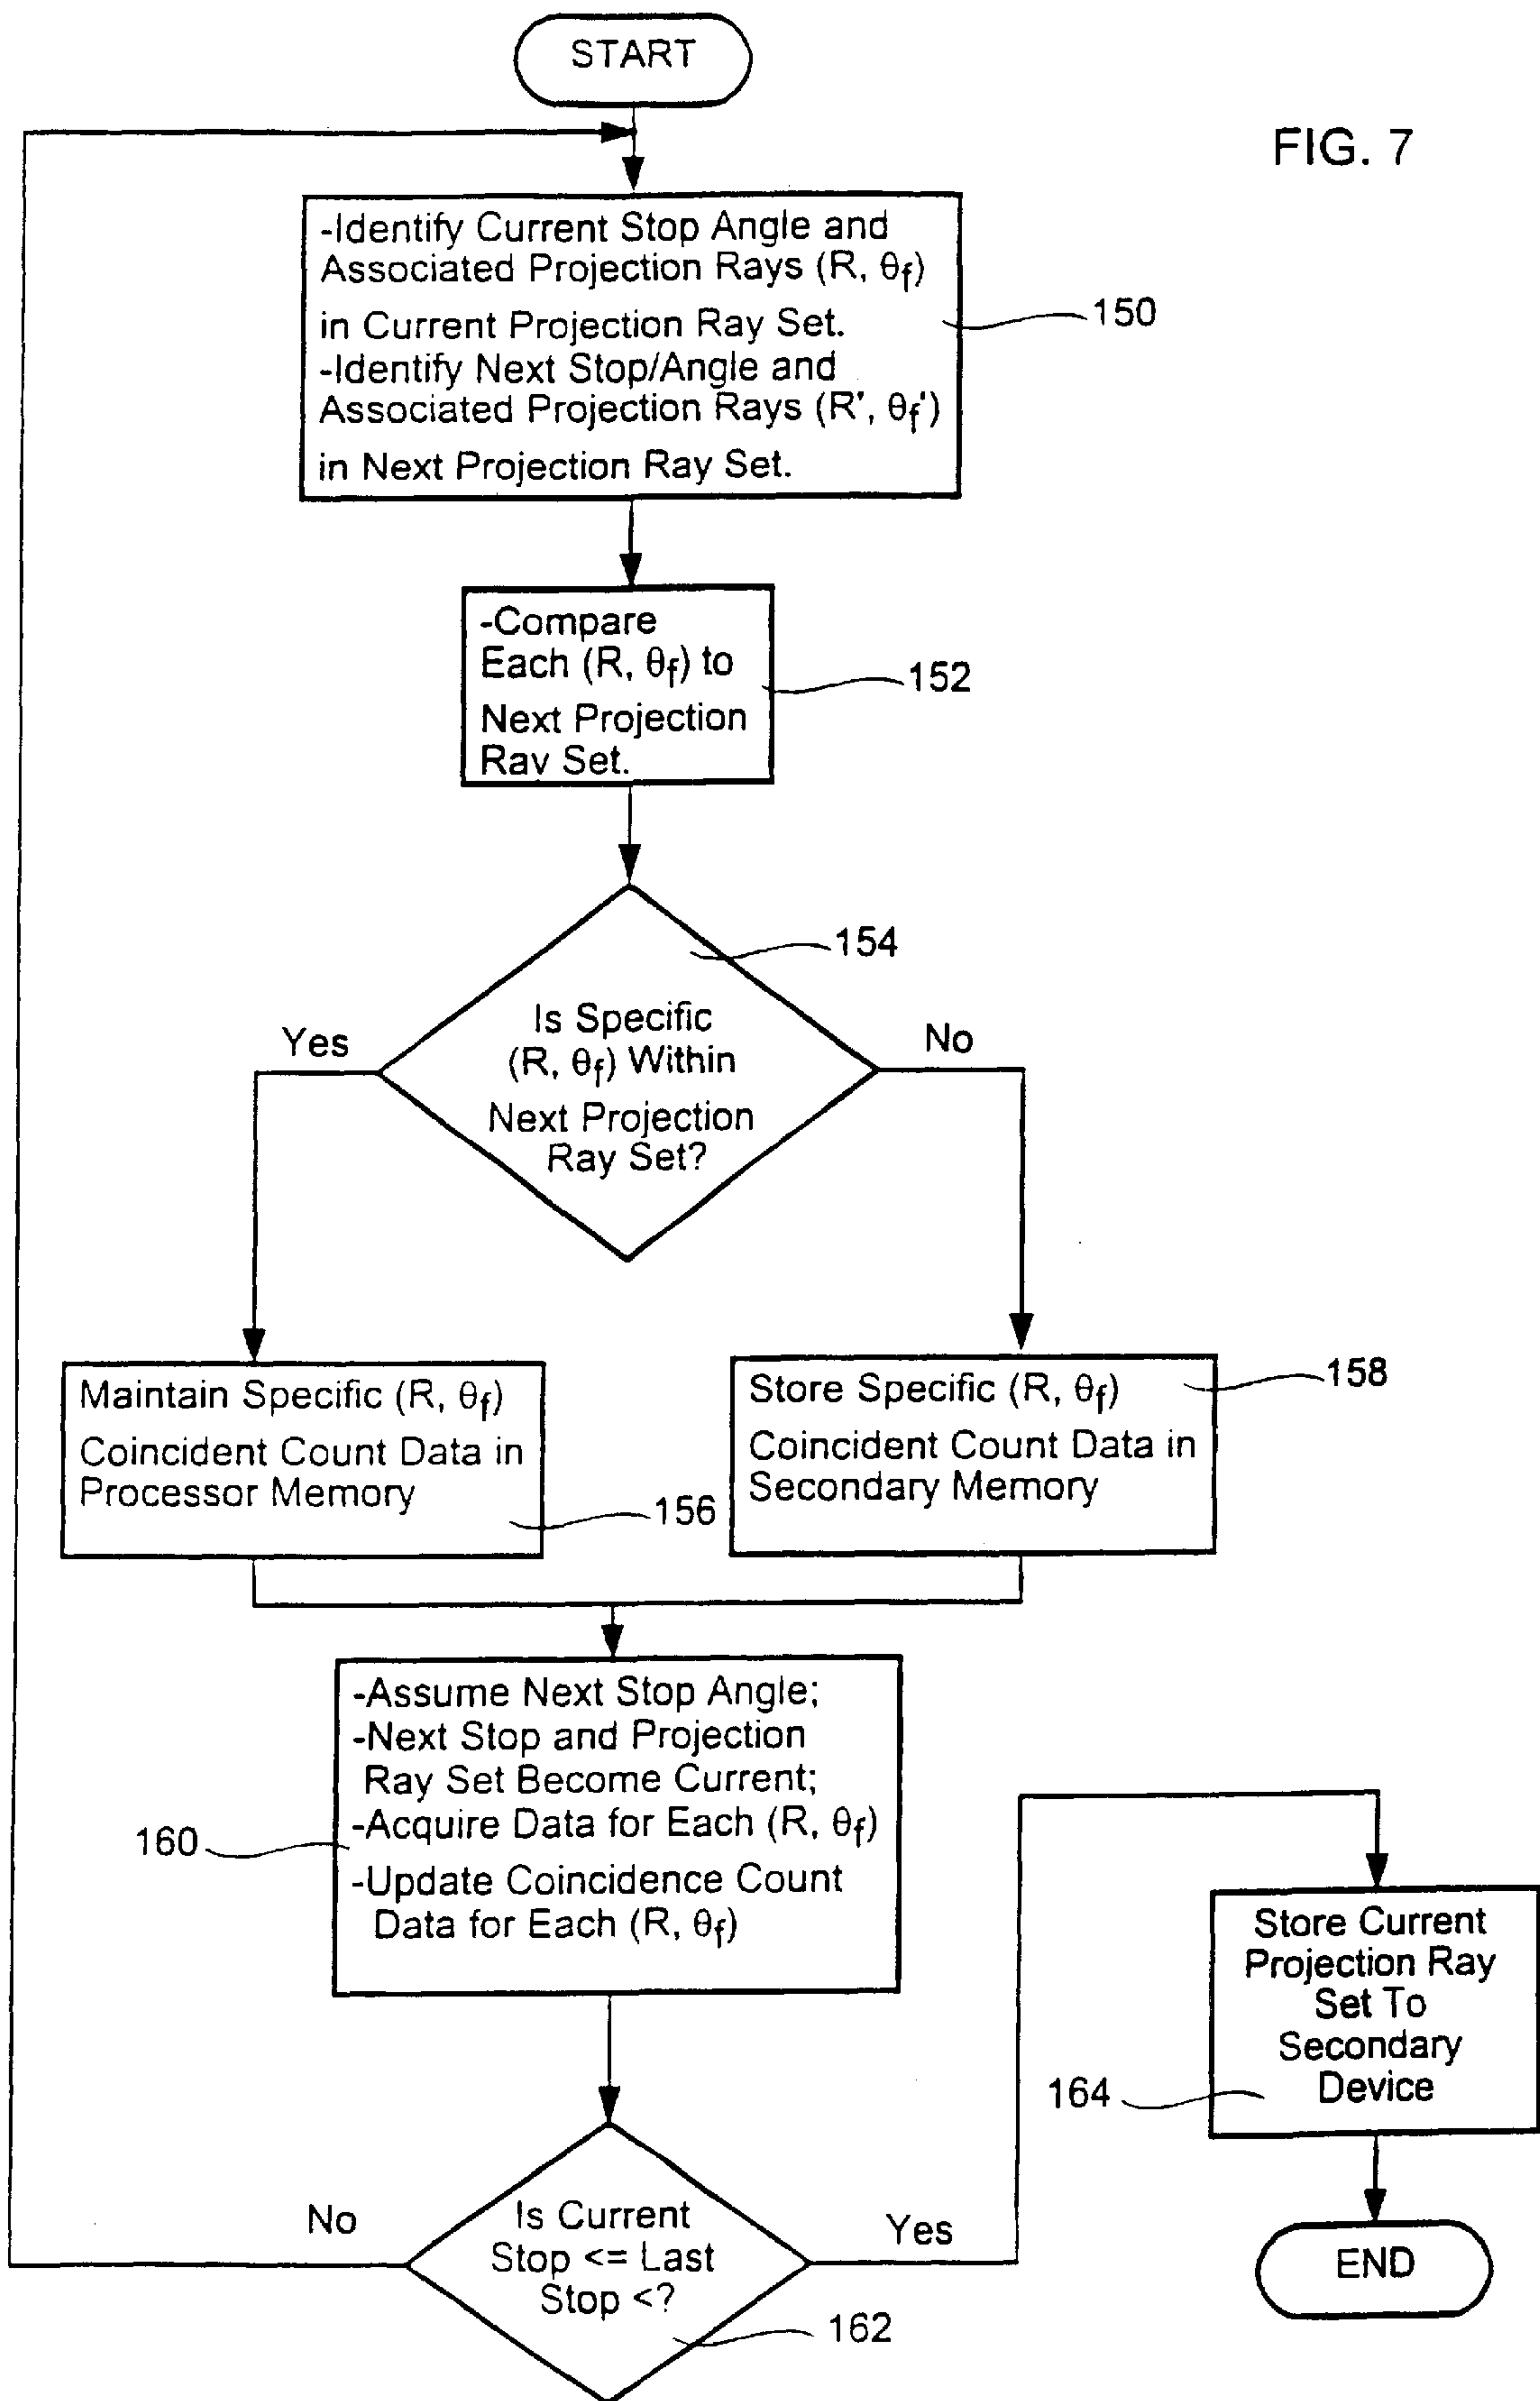 START
FIG. 7
-Identify Current Stop Angle and
Associated Projection Rays (R, θf)
in Current Projection Ray Set.
-Identify Next Stop/Angle and
Associated Projection Rays (R', θf')
in Next Projection Ray Set.
150
-Compare
Each (R, θf) to
Next Projection
Ray Set.
152
154
Is Specific
(R, θf) Within
Next Projection
Ray Set?
Yes
No
Maintain Specific (R, θf)
Coincident Count Data in
Processor Memory
156
Store Specific (R, θf)
Coincident Count Data in
Secondary Memory
158
-Assume Next Stop Angle;
-Next Stop and Projection
Ray Set Become Current;
-Acquire Data for Each (R, θf)
-Update Coincidence Count
Data for Each (R, θf)
160
Is Current
Stop <= Last
Stop <?
No
Yes
162
Store Current
Projection Ray
Set To
Secondary
Device
164
END